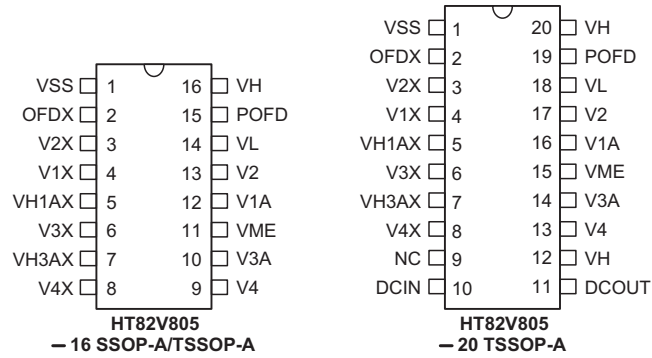 VSS 1 16 VH
OFDX 2 15 POFD
V2X 3 14 VL
V1X 4 13 V2
VH1AX 5 12 V1A
V3X 6 11 VME
VH3AX 7 10 V3A
V4X 8 9 V4
HT82V805
– 16 SSOP-A/TSSOP-A
VSS 1 20 VH
OFDX 2 19 POFD
V2X 3 18 VL
V1X 4 17 V2
VH1AX 5 16 V1A
V3X 6 15 VME
VH3AX 7 14 V3A
V4X 8 13 V4
NC 9 12 VH
DCIN 10 11 DCOUT
HT82V805
– 20 TSSOP-A